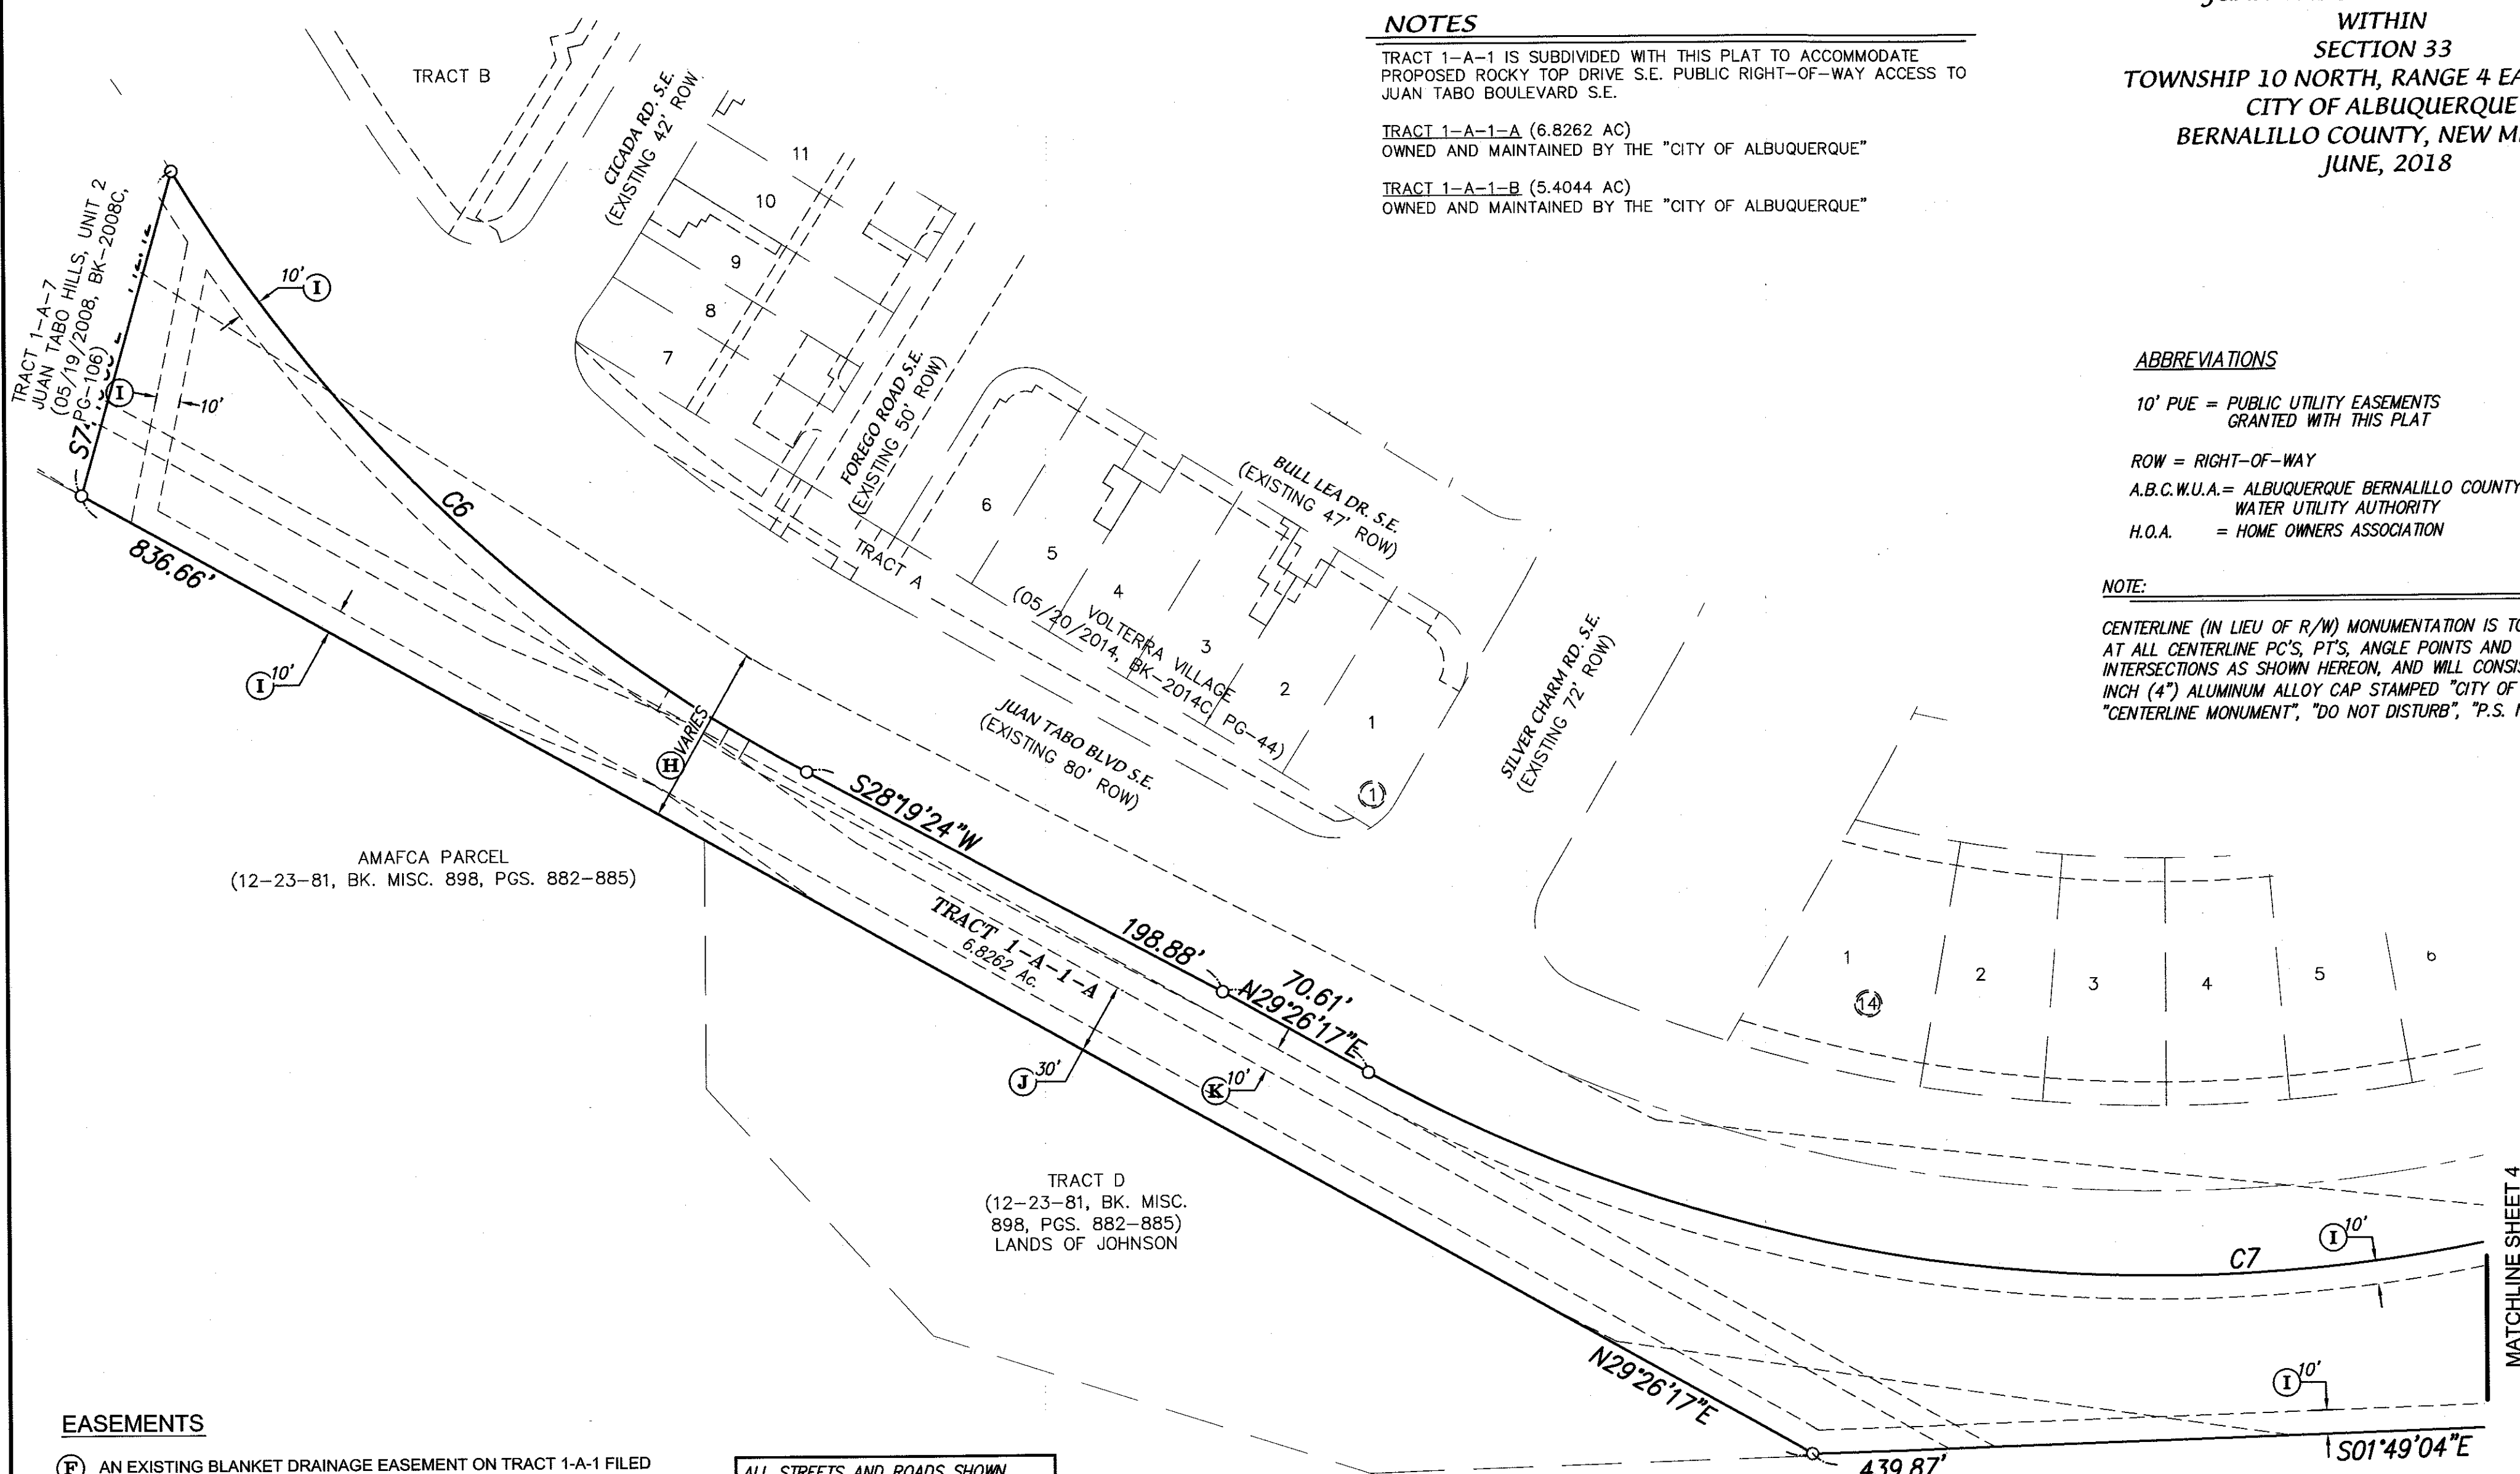 NOTES
TRACT 1-A-1 IS SUBDIVIDED WITH THIS PLAT TO ACCOMMODATE
PROPOSED ROCKY TOP DRIVE S.E. PUBLIC RIGHT-OF-WAY ACCESS TO
JUAN TABO BOULEVARD S.E.
TRACT 1-A-1-A (6.8262 AC)
OWNED AND MAINTAINED BY THE "CITY OF ALBUQUERQUE"
TRACT 1-A-1-B (5.4044 AC)
OWNED AND MAINTAINED BY THE "CITY OF ALBUQUERQUE"
WITHIN
SECTION 33
TOWNSHIP 10 NORTH, RANGE 4
CITY OF ALBUQUERQUE
BERNALILLO COUNTY, NEW
JUNE, 2018
ABBREVIATIONS
10' PUE = PUBLIC UTILITY EASEMENTS
GRANTED WITH THIS PLAT
ROW = RIGHT-OF-WAY
A.B.C.W.U.A.= ALBUQUERQUE BERNALILLO COUNTY
WATER UTILITY AUTHORITY
H.O.A. = HOME OWNERS ASSOCIATION
NOTE:
CENTERLINE (IN LIEU OF R/W) MONUMENTATION IS
AT ALL CENTERLINE PC'S, PT'S, ANGLE POINTS AND
INTERSECTIONS AS SHOWN HEREON, AND WILL
INCH (4") ALUMINUM ALLOY CAP STAMPED "CITY OF
"CENTERLINE MONUMENT", "DO NOT DISTURB", "P.S.
TRACT B
CICADA RD. S.E.
(EXISTING 42' ROW)
11
10
9
8
7
TRACT 1-A-7
JUAN TABO HILLS, UNIT 2
(05/19/2008, BK-2008C,
PG-106)
10' I
I
10'
C6
836.66'
I 10'
FOREGO ROAD S.E.
(EXISTING 50' ROW)
TRACT A
6
5
4
3
2
1
1
BULL LEA DR. S.E.
(EXISTING 47' ROW)
VOLTERRA VILLAGE
(05/20/2014, BK-2014C, PG-44)
JUAN TABO BLVD S.E.
(EXISTING 80' ROW)
SILVER CHARM RD. S.E.
(EXISTING 72' ROW)
H VARIES
S28°19'24"W
198.88'
70.61'
N29°26'17"E
AMAFCA PARCEL
(12-23-81, BK. MISC. 898, PGS. 882-885)
TRACT 1-A-1-A
6.8262 Ac.
J 30'
K 10'
1
2
3
4
5
6
14
TRACT D
(12-23-81, BK. MISC.
898, PGS. 882-885)
LANDS OF JOHNSON
C7
I 10'
I 10'
MATCHLINE SHEET 4
N29°26'17"E
S01°49'04"E
439.87'
EASEMENTS
F AN EXISTING BLANKET DRAINAGE EASEMENT ON TRACT 1-A-1 FILED
ALL STREETS AND ROADS SHOWN